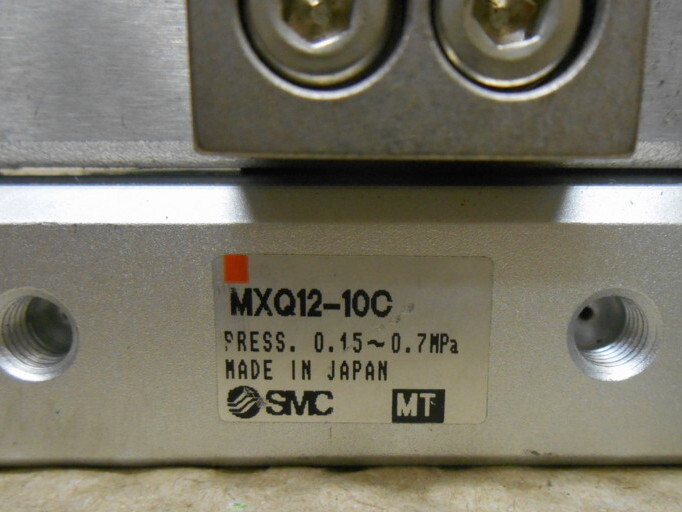 MXQ12-10C
PRESS. 0.15~0.7MPa
MADE IN JAPAN
SMC MT